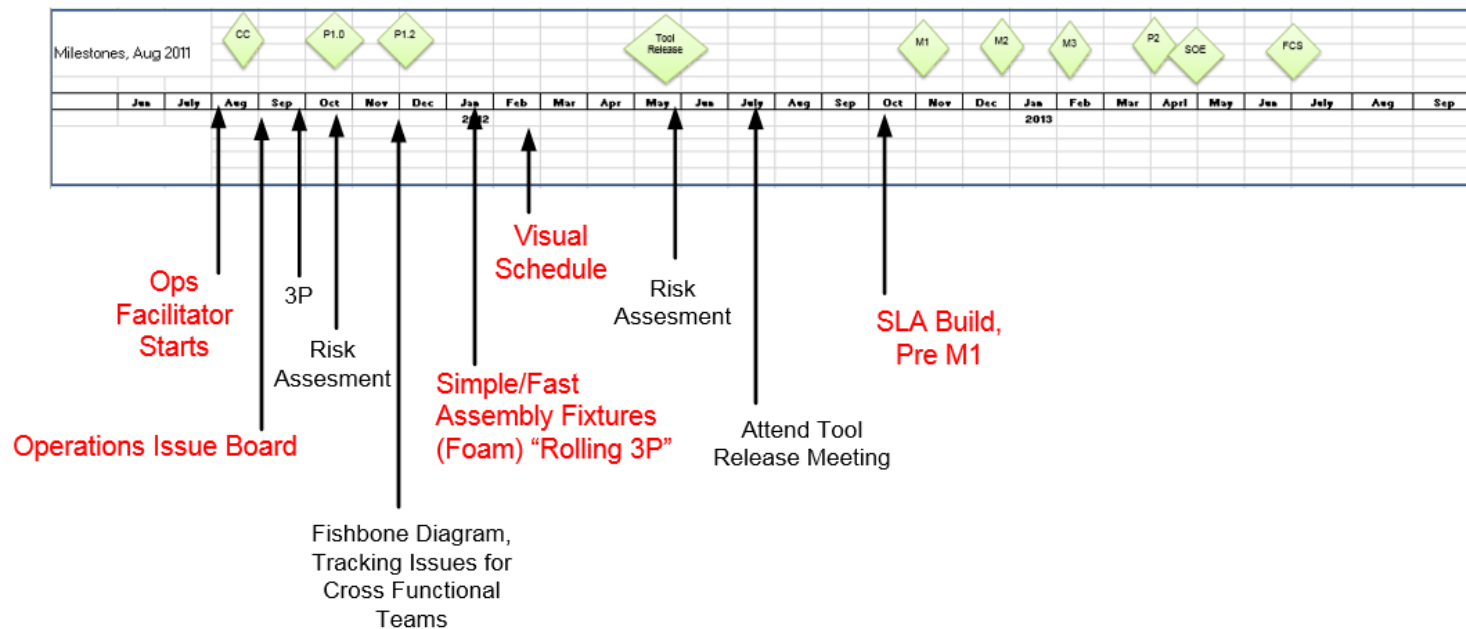 CC
P1.0
P1.2
Tool
Release
M1
M2
M3
P2
SOE
FCS
Milestones, Aug 2011
Jun July Aug Sep Oct Nov Dec Jan Feb Mar Apr May Jun July Aug Sep Oct Nov Dec Jan Feb Mar April May Jun July Aug Sep
2012 2013
Ops
Facilitator
Starts
Operations Issue Board
3P
Risk
Assesment
Fishbone Diagram,
Tracking Issues for
Cross Functional
Teams
Simple/Fast
Assembly Fixtures
(Foam) “Rolling 3P”
Visual
Schedule
Risk
Assesment
Attend Tool
Release Meeting
SLA Build,
Pre M1